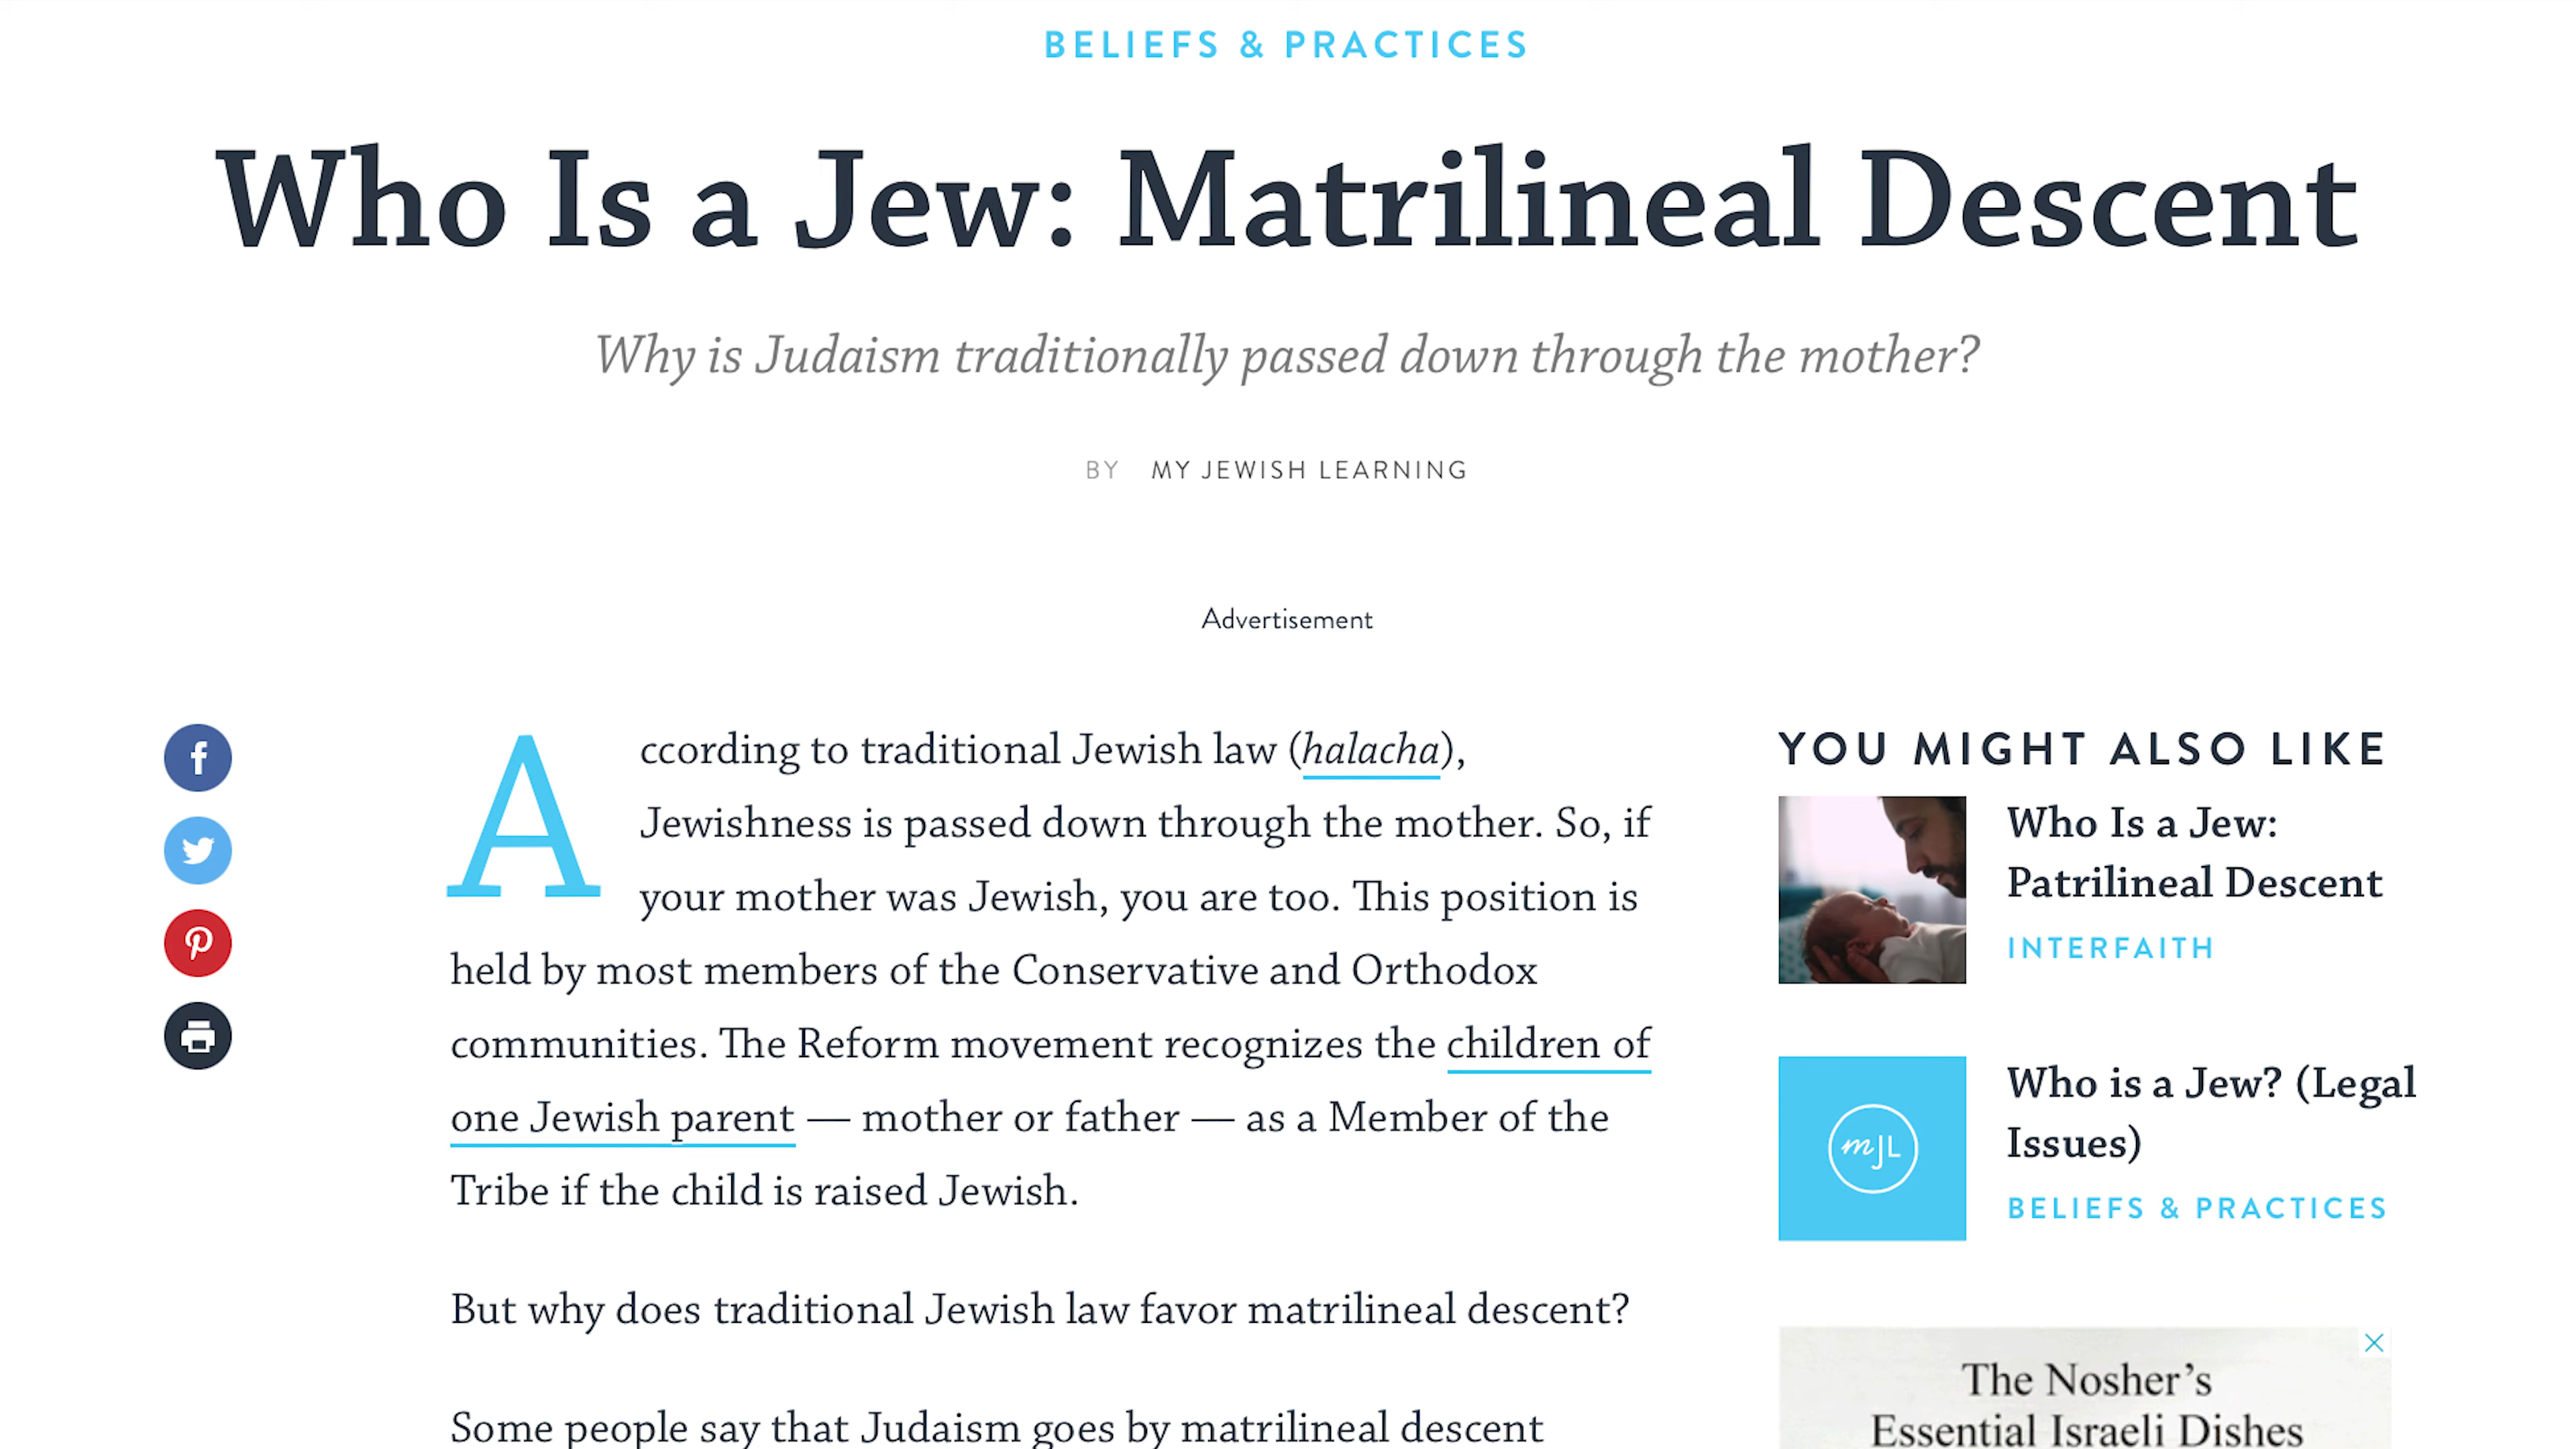 BELIEFS & PRACTICES
Who Is a Jew: Matrilineal Descent
Why is Judaism traditionally passed down through the mother?
BY MY JEWISH LEARNING
Advertisement
According to traditional Jewish law (halacha),
Jewishness is passed down through the mother. So, if
your mother was Jewish, you are too. This position is
held by most members of the Conservative and Orthodox
communities. The Reform movement recognizes the children of
one Jewish parent — mother or father — as a Member of the
Tribe if the child is raised Jewish.
But why does traditional Jewish law favor matrilineal descent?
Some people say that Judaism goes by matrilineal descent
YOU MIGHT ALSO LIKE
Who Is a Jew:
Patrilineal Descent
INTERFAITH
mJL
Who is a Jew? (Legal
Issues)
BELIEFS & PRACTICES
The Nosher's
Essential Israeli Dishes